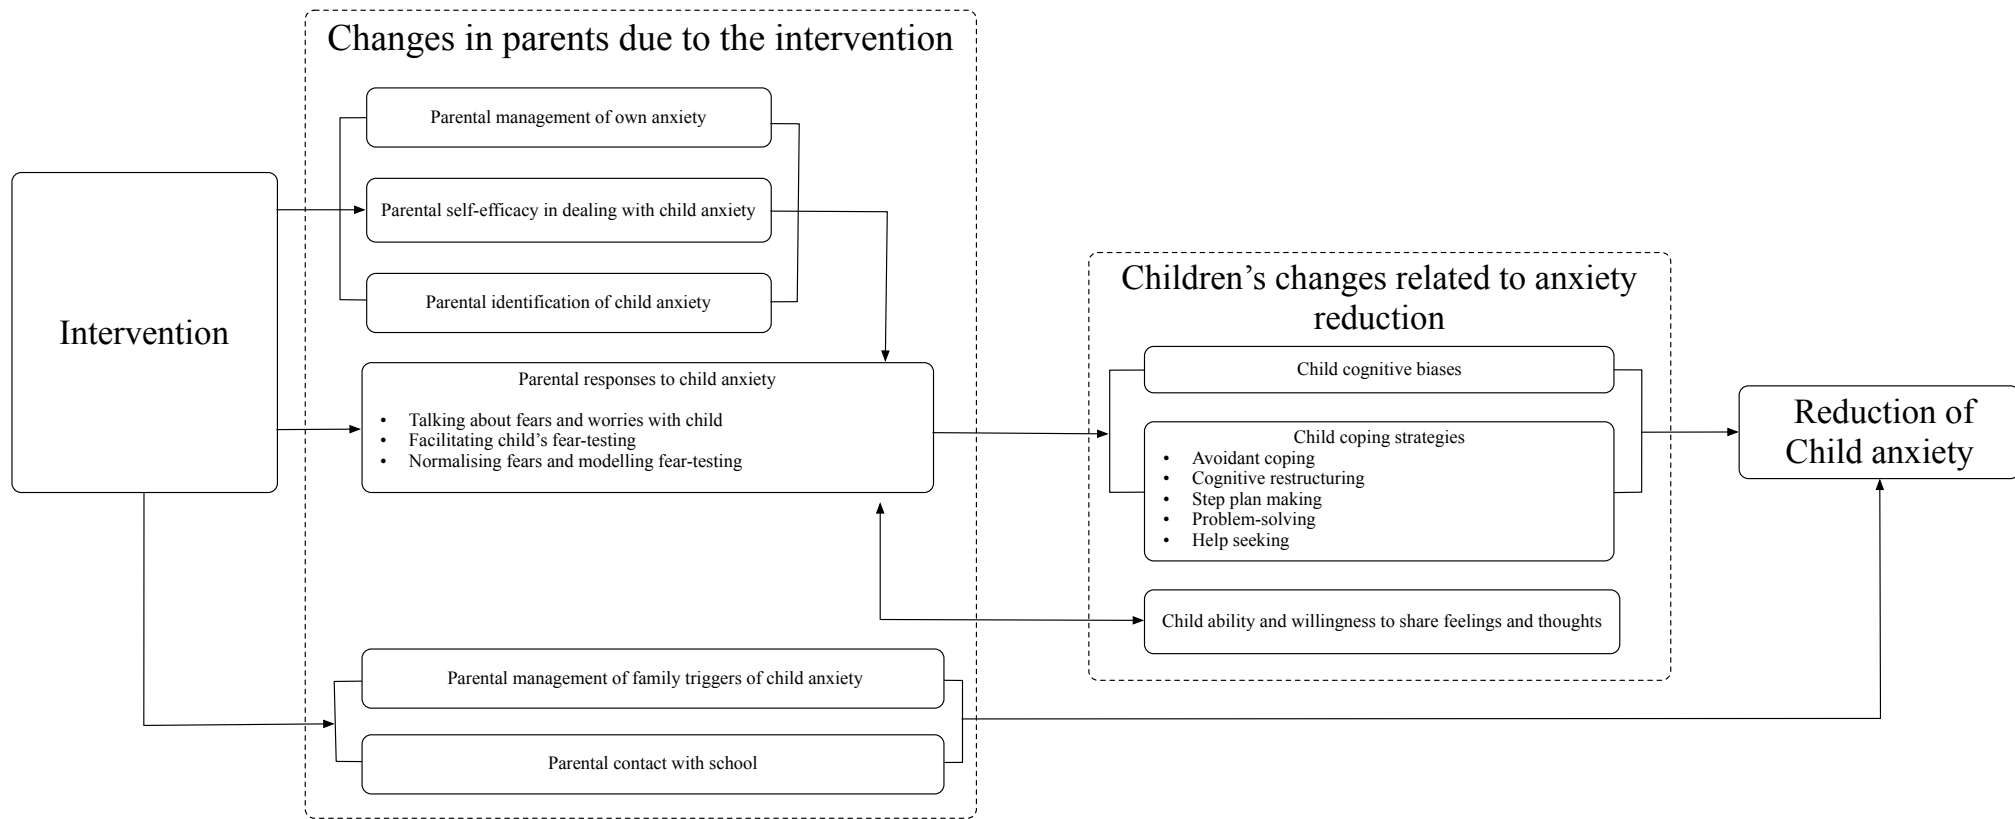 Changes in parents due to the intervention
Parental management of own anxiety
Parental self-efficacy in dealing with child anxiety
Parental identification of child anxiety
Intervention
Parental responses to child anxiety
• Talking about fears and worries with child
• Facilitating child’s fear-testing
• Normalising fears and modelling fear-testing
Parental management of family triggers of child anxiety
Parental contact with school
Children’s changes related to anxiety
reduction
Child cognitive biases
Child coping strategies
• Avoidant coping
• Cognitive restructuring
• Step plan making
• Problem-solving
• Help seeking
Child ability and willingness to share feelings and thoughts
Reduction of
Child anxiety